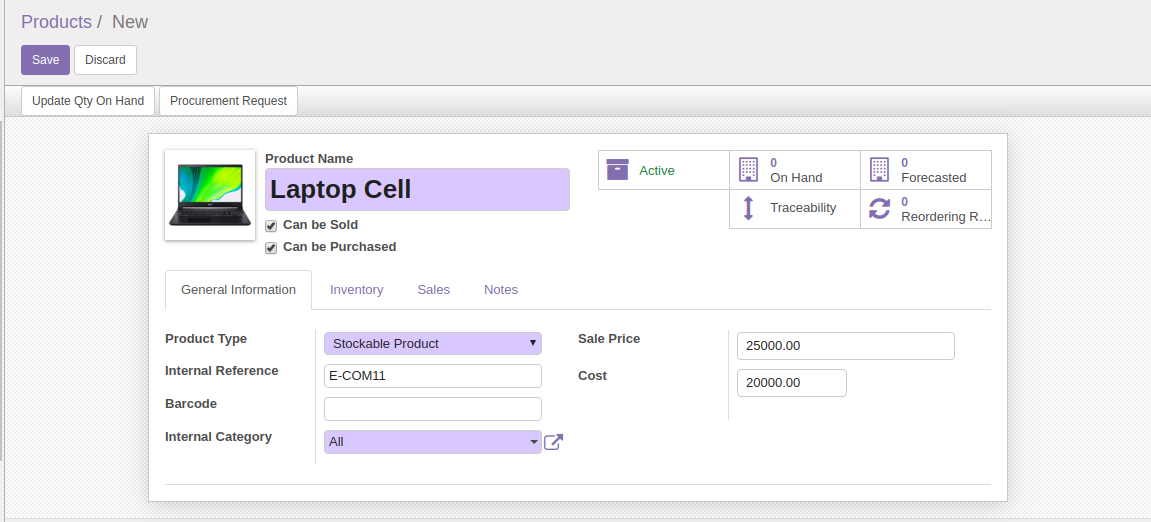 Products / New
Save Discard
Update Qty On Hand Procurement Request
Product Name
Laptop Cell
Can be Sold
Can be Purchased
Active
0
On Hand
0
Forecasted
Traceability
0
Reordering R...
General Information Inventory Sales Notes
Product Type Stockable Product
Internal Reference E-COM11
Barcode
Internal Category All
Sale Price 25000.00
Cost 20000.00